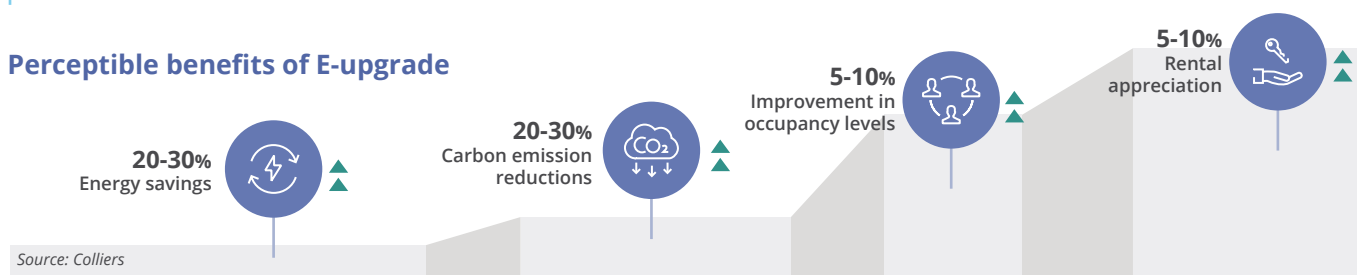 Perceptible benefits of E-upgrade
20-30%
Energy savings
20-30%
Carbon emission
reductions
CO₂
5-10%
Improvement in
occupancy levels
5-10%
Rental
appreciation
Source: Colliers